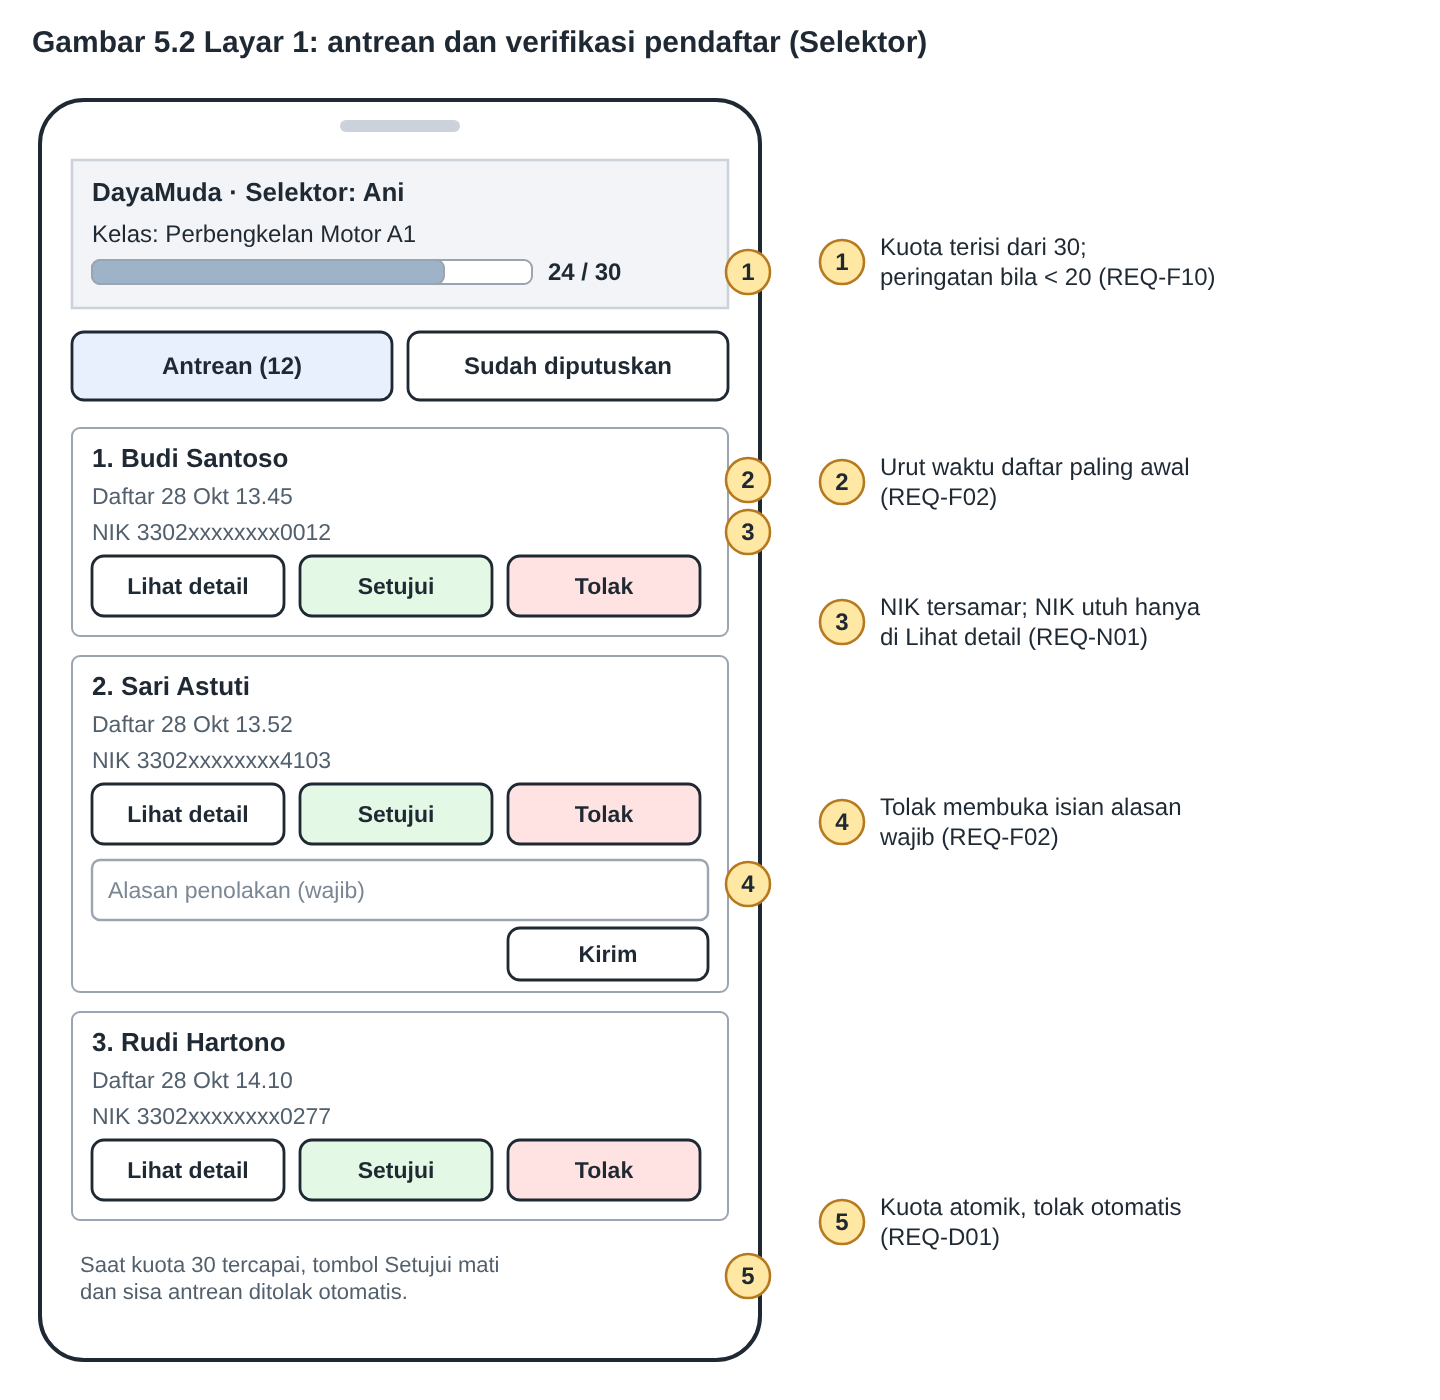 Gambar 5.2 Layar 1: antrean dan verifikasi pendaftar (Selektor)
DayaMuda · Selektor: Ani
Kelas: Perbengkelan Motor A1
24 / 30
1
1
Kuota terisi dari 30;
peringatan bila < 20 (REQ-F10)
Antrean (12)
Sudah diputuskan
1. Budi Santoso
Daftar 28 Okt 13.45
NIK 3302xxxxxxxx0012
2
3
Lihat detail
Setujui
Tolak
2
Urut waktu daftar paling awal
(REQ-F02)
3
NIK tersamar; NIK utuh hanya
di Lihat detail (REQ-N01)
2. Sari Astuti
Daftar 28 Okt 13.52
NIK 3302xxxxxxxx4103
Lihat detail
Setujui
Tolak
Alasan penolakan (wajib)
4
Kirim
4
Tolak membuka isian alasan
wajib (REQ-F02)
3. Rudi Hartono
Daftar 28 Okt 14.10
NIK 3302xxxxxxxx0277
Lihat detail
Setujui
Tolak
5
Kuota atomik, tolak otomatis
(REQ-D01)
Saat kuota 30 tercapai, tombol Setujui mati
dan sisa antrean ditolak otomatis.
5